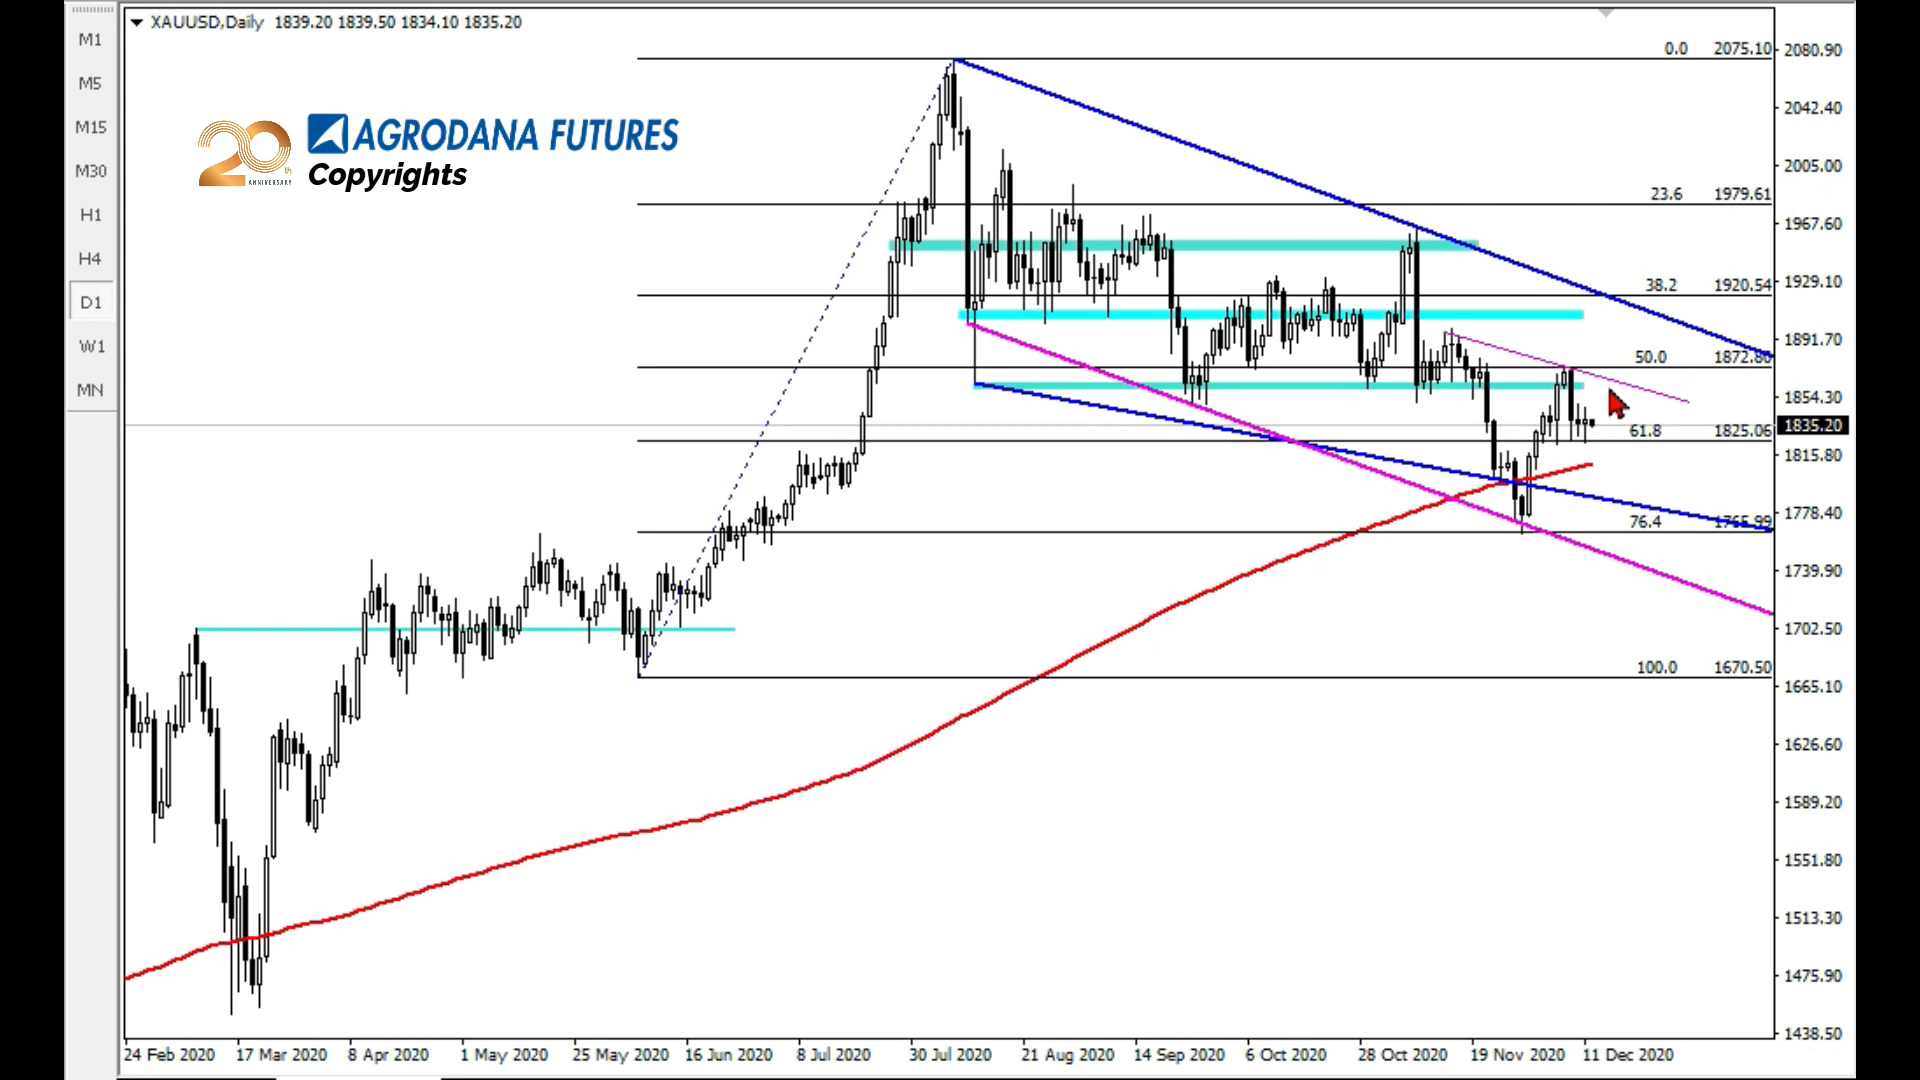 XAUUSD,Daily 1839.20 1839.50 1834.10 1835.20
M1
M5
M15
M30
H1
H4
D1
W1
MN
20
th
ANNIVERSARY
AGRODANA FUTURES
Copyrights
0.0 2075.10
23.6 1979.61
38.2 1920.54
50.0 1872.80
61.8 1825.06
76.4 1765.99
100.0 1670.50
2080.90
2042.40
2005.00
1967.60
1929.10
1891.70
1854.30
1835.20
1815.80
1778.40
1739.90
1702.50
1665.10
1626.60
1589.20
1551.80
1513.30
1475.90
1438.50
24 Feb 2020 17 Mar 2020 8 Apr 2020 1 May 2020 25 May 2020 16 Jun 2020 8 Jul 2020 30 Jul 2020 21 Aug 2020 14 Sep 2020 6 Oct 2020 28 Oct 2020 19 Nov 2020 11 Dec 2020